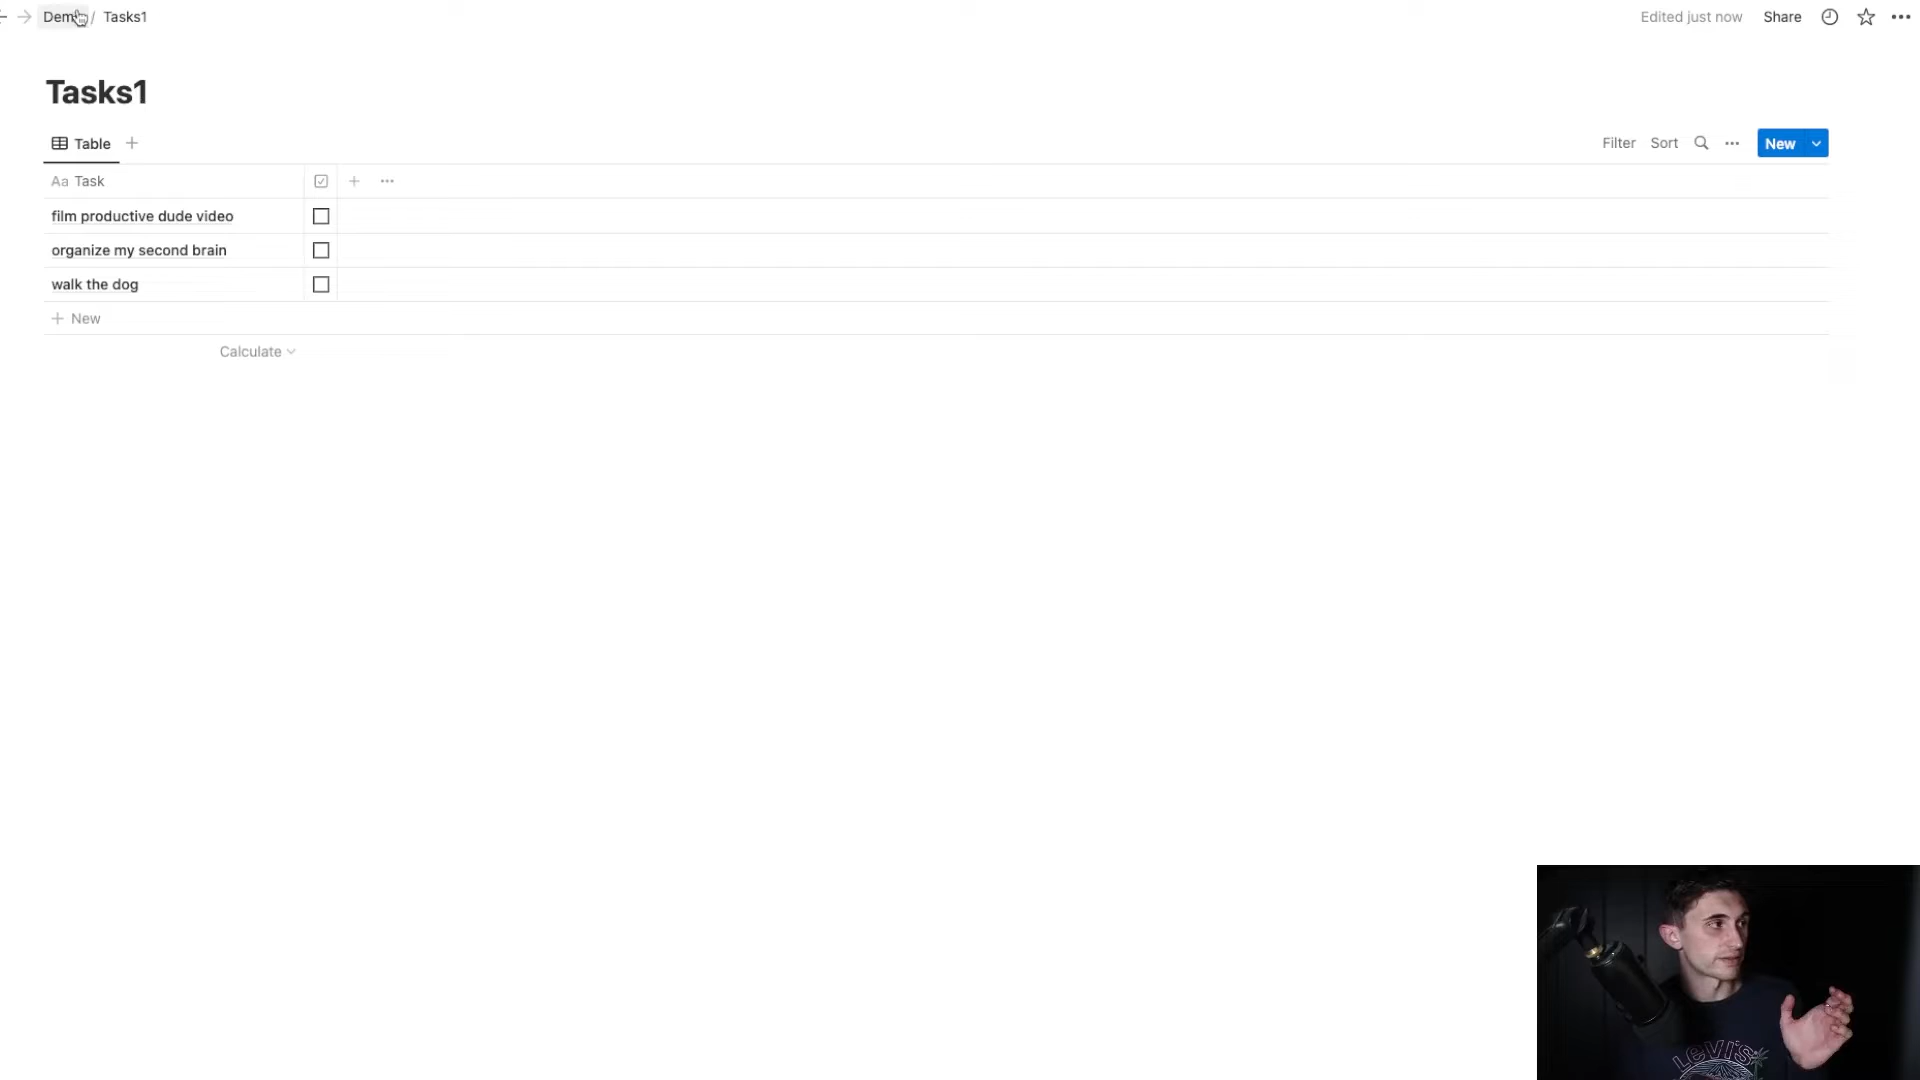 / Tasks1
Edited just now Share
Tasks1
Table
Filter Sort New
Aa Task
film productive dude video
organize my second brain
walk the dog
New
Calculate
LEVI'S